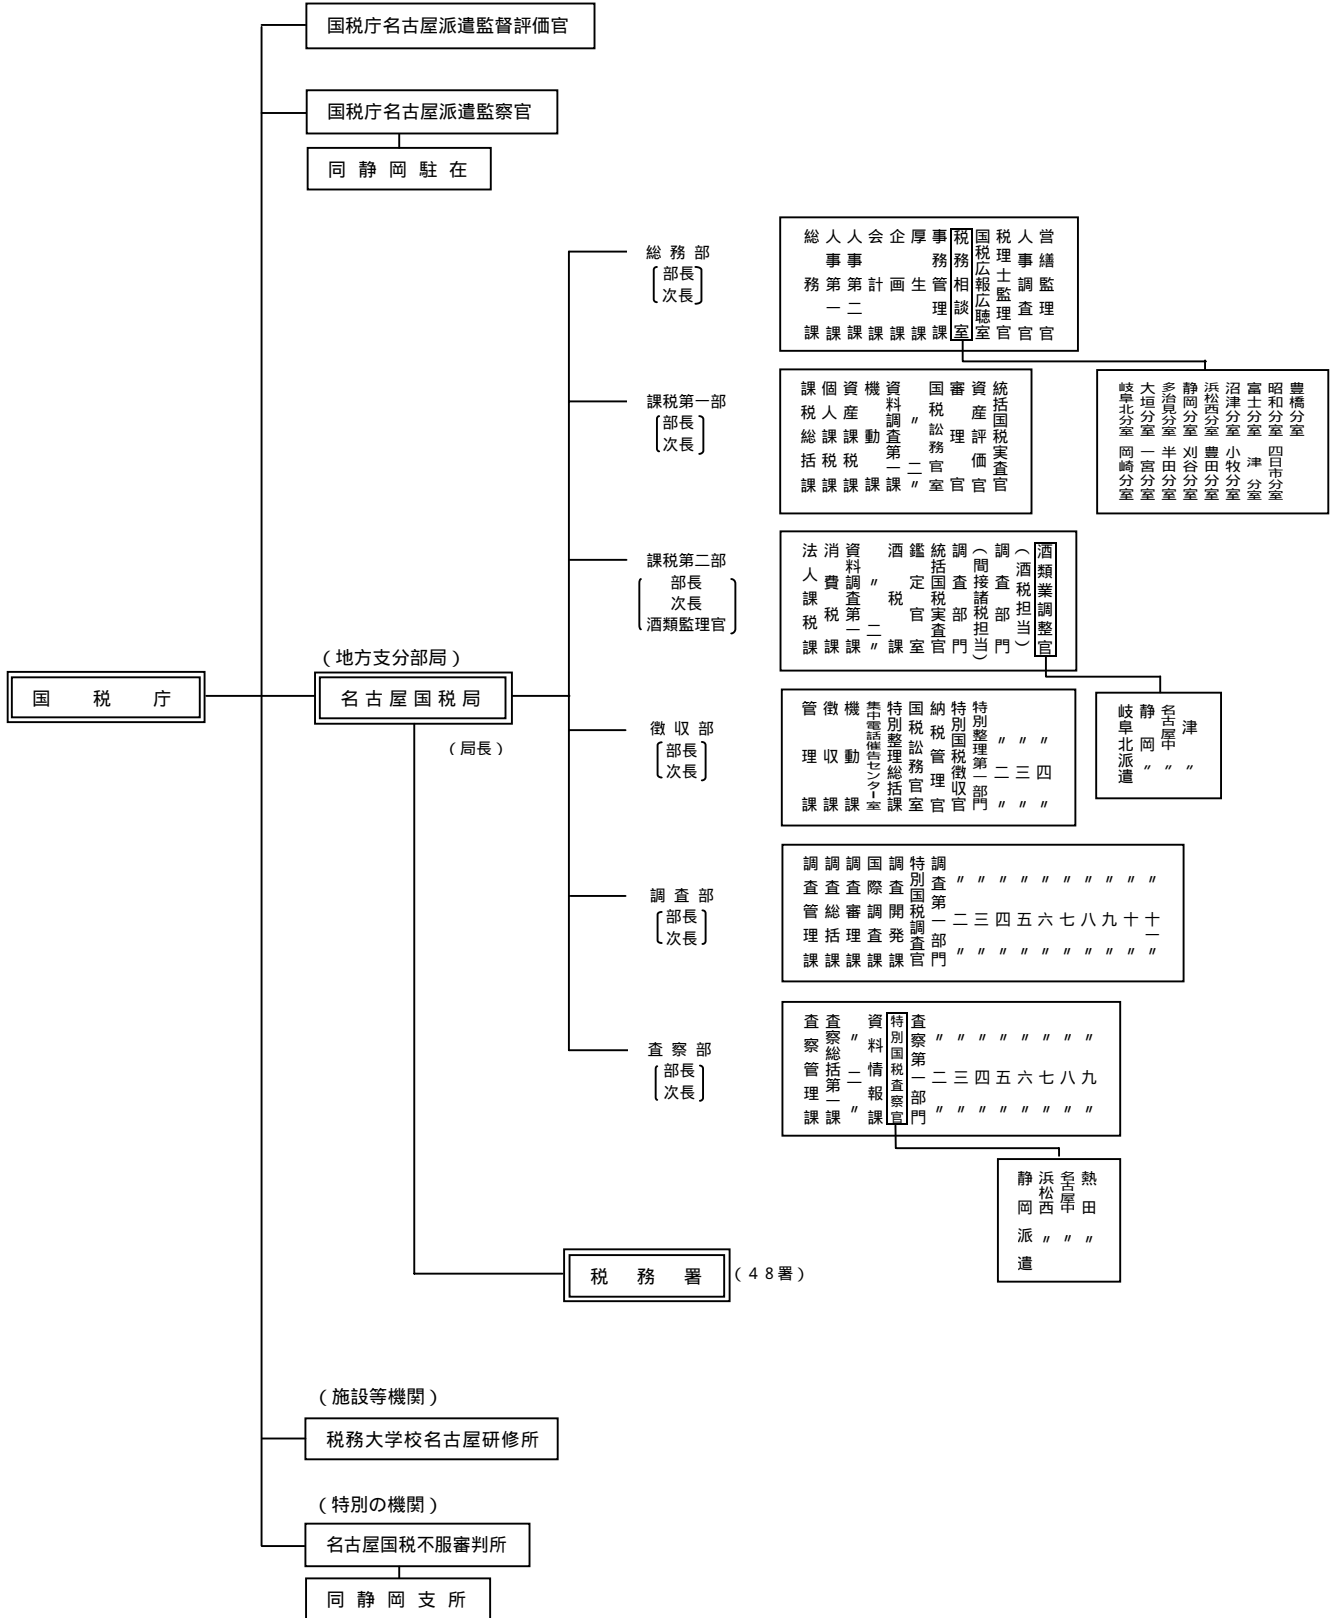 国税庁名古屋派遣監督評価官
国税庁名古屋派遣監察官
同静岡駐在
総務部
部長
次長
総務課
人事第一課
人事第二課
会計課
企画課
厚生課
事務管理課
税務相談室
国税広報広聴室
税理士監理官
人事調査官
営繕監理官
岐阜北分室
大垣分室
多治見分室
静岡分室
浜松西分室
沼津分室
富士分室
昭和分室
豊橋分室
岡崎分室
一宮分室
半田分室
刈谷分室
豊田分室
小牧分室
津分室
四日市分室
課税第一部
部長
次長
課税総括課
個人課税課
資産課税課
機動課
資料調査第一課
〃二〃
国税訟務官室
審理官
資産評価官
統括国税実査官
課税第二部
部長
次長
酒類監理官
法人課税課
消費税課
資料調査第一課
〃二〃
酒税課
鑑定官室
統括国税実査官
調査部門
(間接諸税担当)
調査部門
(酒税担当)
酒類業調整官
岐阜北派遣
静岡〃
名古屋中〃
津〃
(地方支分部局)
国税庁
名古屋国税局
(局長)
徴収部
部長
次長
管理課
徴収課
機動課
集中電話催告センター室
特別整理総括課
国税訟務官室
納税管理官
特別国税徴収官
特別整理第一部門
〃二〃
〃三〃
〃四〃
調査部
部長
次長
調査管理課
調査総括課
調査審理課
国際調査課
調査開発課
特別国税調査官
調査第一部門
〃二〃
〃三〃
〃四〃
〃五〃
〃六〃
〃七〃
〃八〃
〃九〃
〃十〃
〃十一〃
査察部
部長
次長
査察管理課
査察総括第一課
〃二〃
資料情報課
特別国税査察官
査察第一部門
〃二〃
〃三〃
〃四〃
〃五〃
〃六〃
〃七〃
〃八〃
〃九〃
静岡派遣
浜松西〃
名古屋中〃
熱田〃
税務署
(48署)
(施設等機関)
税務大学校名古屋研修所
(特別の機関)
名古屋国税不服審判所
同静岡支所